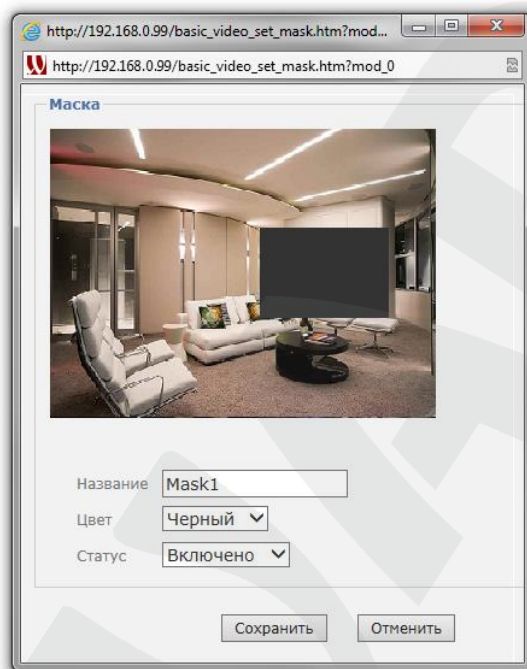 http://192.168.0.99/basic_video_set_mask.htm?mod...
http://192.168.0.99/basic_video_set_mask.htm?mod_0
Маска
Название Mask1
Цвет Черный
Статус Включено
Сохранить Отменить